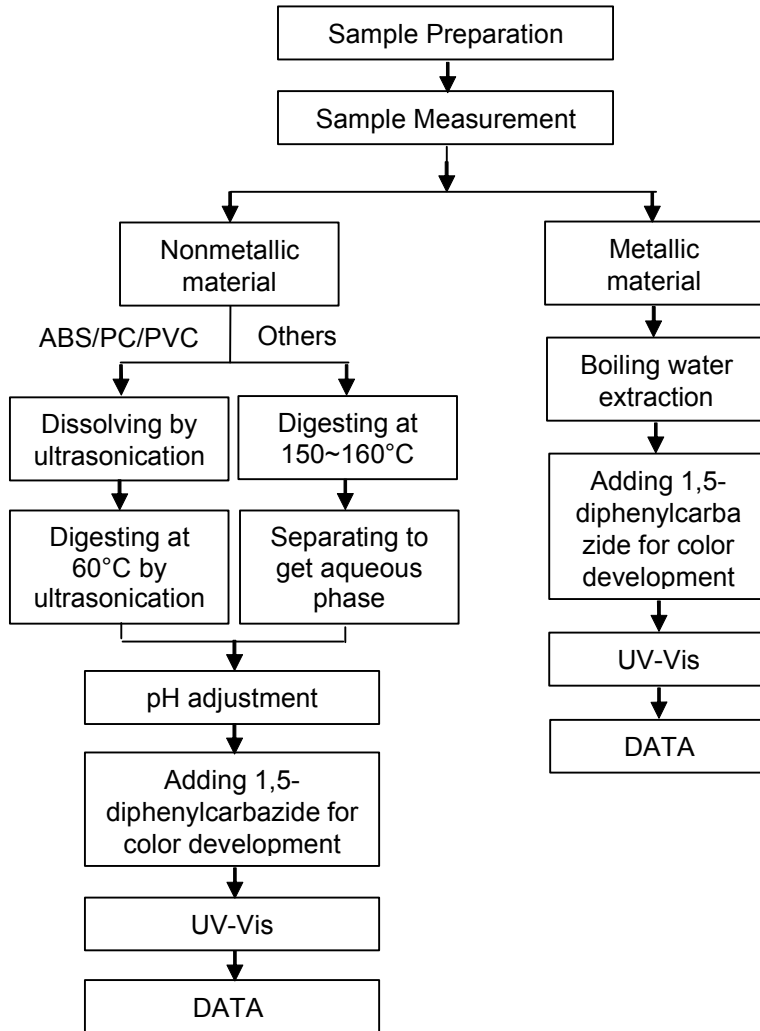 Sample Preparation
Sample Measurement
Nonmetallic
material
Metallic
material
ABS/PC/PVC
Others
Boiling water
extraction
Dissolving by
ultrasonication
Digesting at
150~160°C
Adding 1,5-
diphenylcarba
zide for color
development
Digesting at
60°C by
ultrasonication
Separating to
get aqueous
phase
UV-Vis
pH adjustment
DATA
Adding 1,5-
diphenylcarbazide for
color development
UV-Vis
DATA